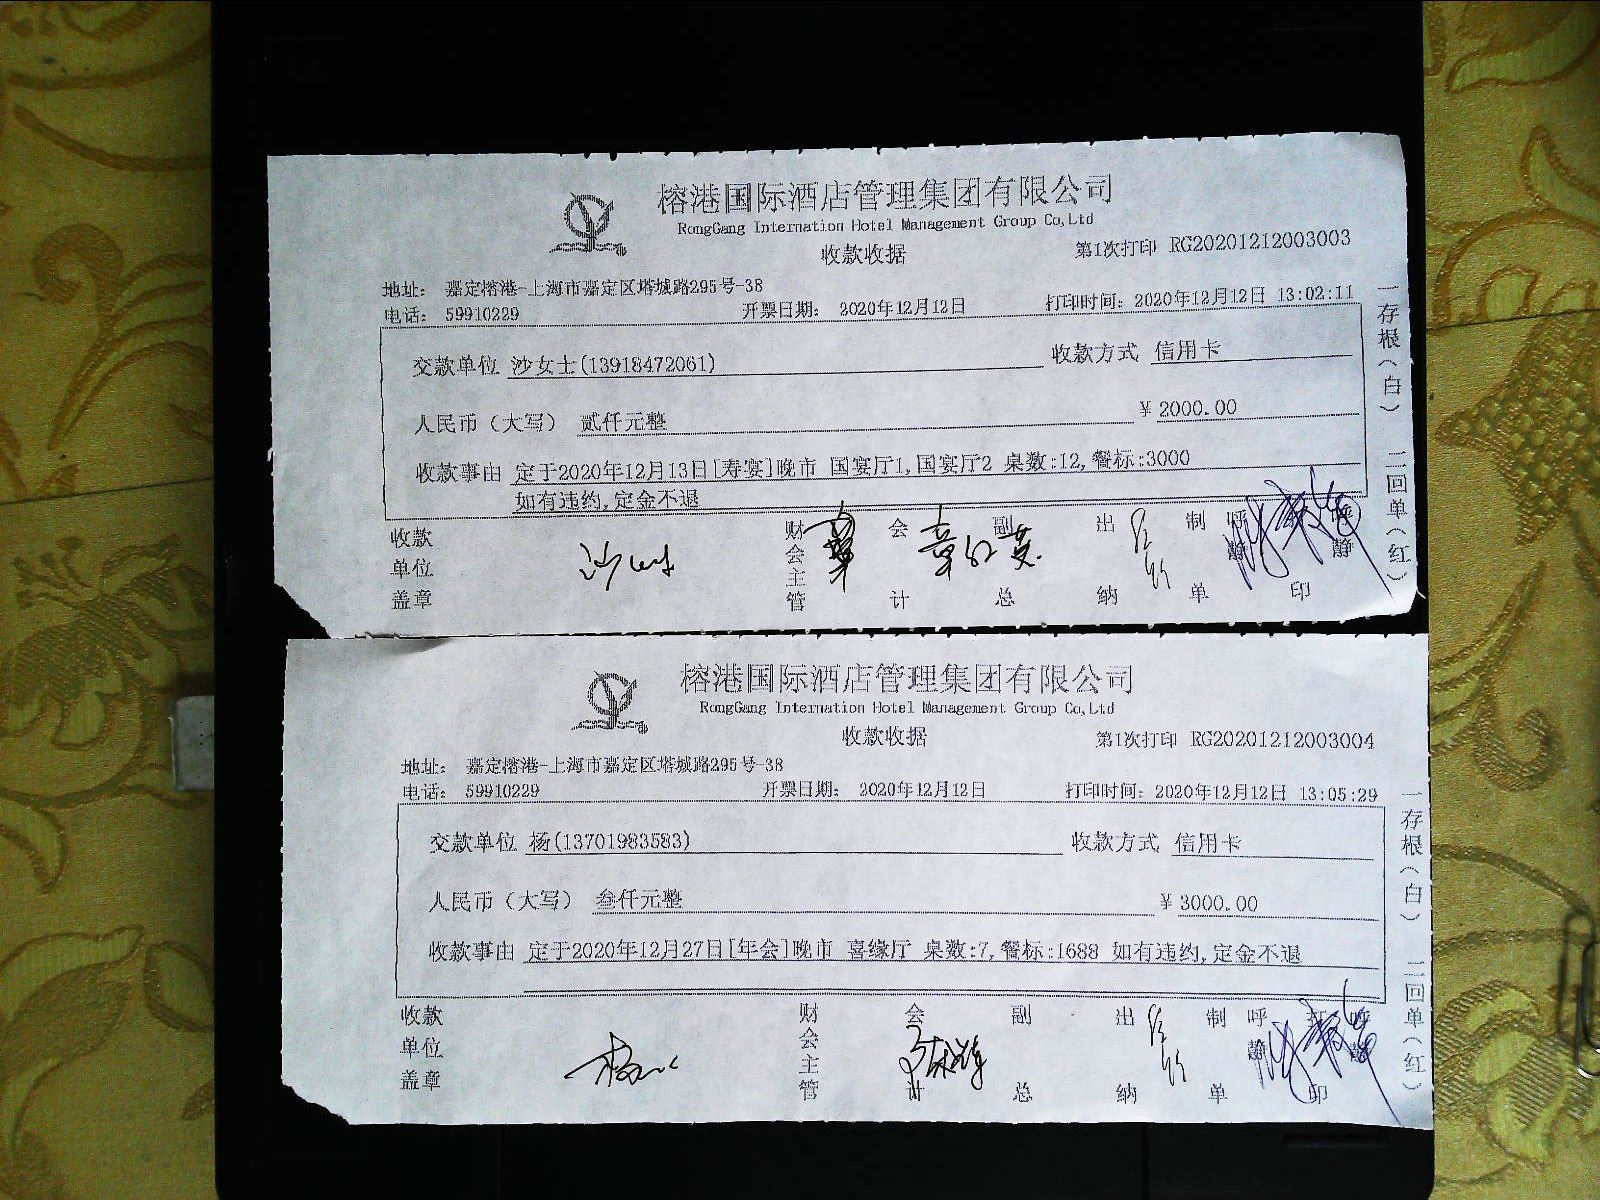 榕港国际酒店管理集团有限公司
RongGang Internation Hotel Management Group Co,Ltd
收款收据
第1次打印 RG20201212003003
地址： 嘉定榕港-上海市嘉定区塔城路295号-38
电话： 59910229 开票日期： 2020年12月12日 打印时间：2020年12月12日 13:02:11
交款单位 沙女士(13918472061) 收款方式 信用卡
人民币（大写） 贰仟元整 ¥ 2000.00
收款事由 定于2020年12月13日[寿宴]晚市 国宴厅1,国宴厅2 桌数:12,餐标:3000
如有违约,定金不退
收款单位盖章 财会主管 会计 副总 出纳 制单 呼静 打印 呼静
一存根（白） 二回单（红）
榕港国际酒店管理集团有限公司
RongGang Internation Hotel Management Group Co,Ltd
收款收据
第1次打印 RG20201212003004
地址： 嘉定榕港-上海市嘉定区塔城路295号-38
电话： 59910229 开票日期： 2020年12月12日 打印时间：2020年12月12日 13:05:29
交款单位 杨(13701983583) 收款方式 信用卡
人民币（大写） 叁仟元整 ¥ 3000.00
收款事由 定于2020年12月27日[年会]晚市 喜缘厅 桌数:7,餐标:1688 如有违约,定金不退
收款单位盖章 财会主管 会计 副总 出纳 制单 呼静 打印 呼静
一存根（白） 二回单（红）